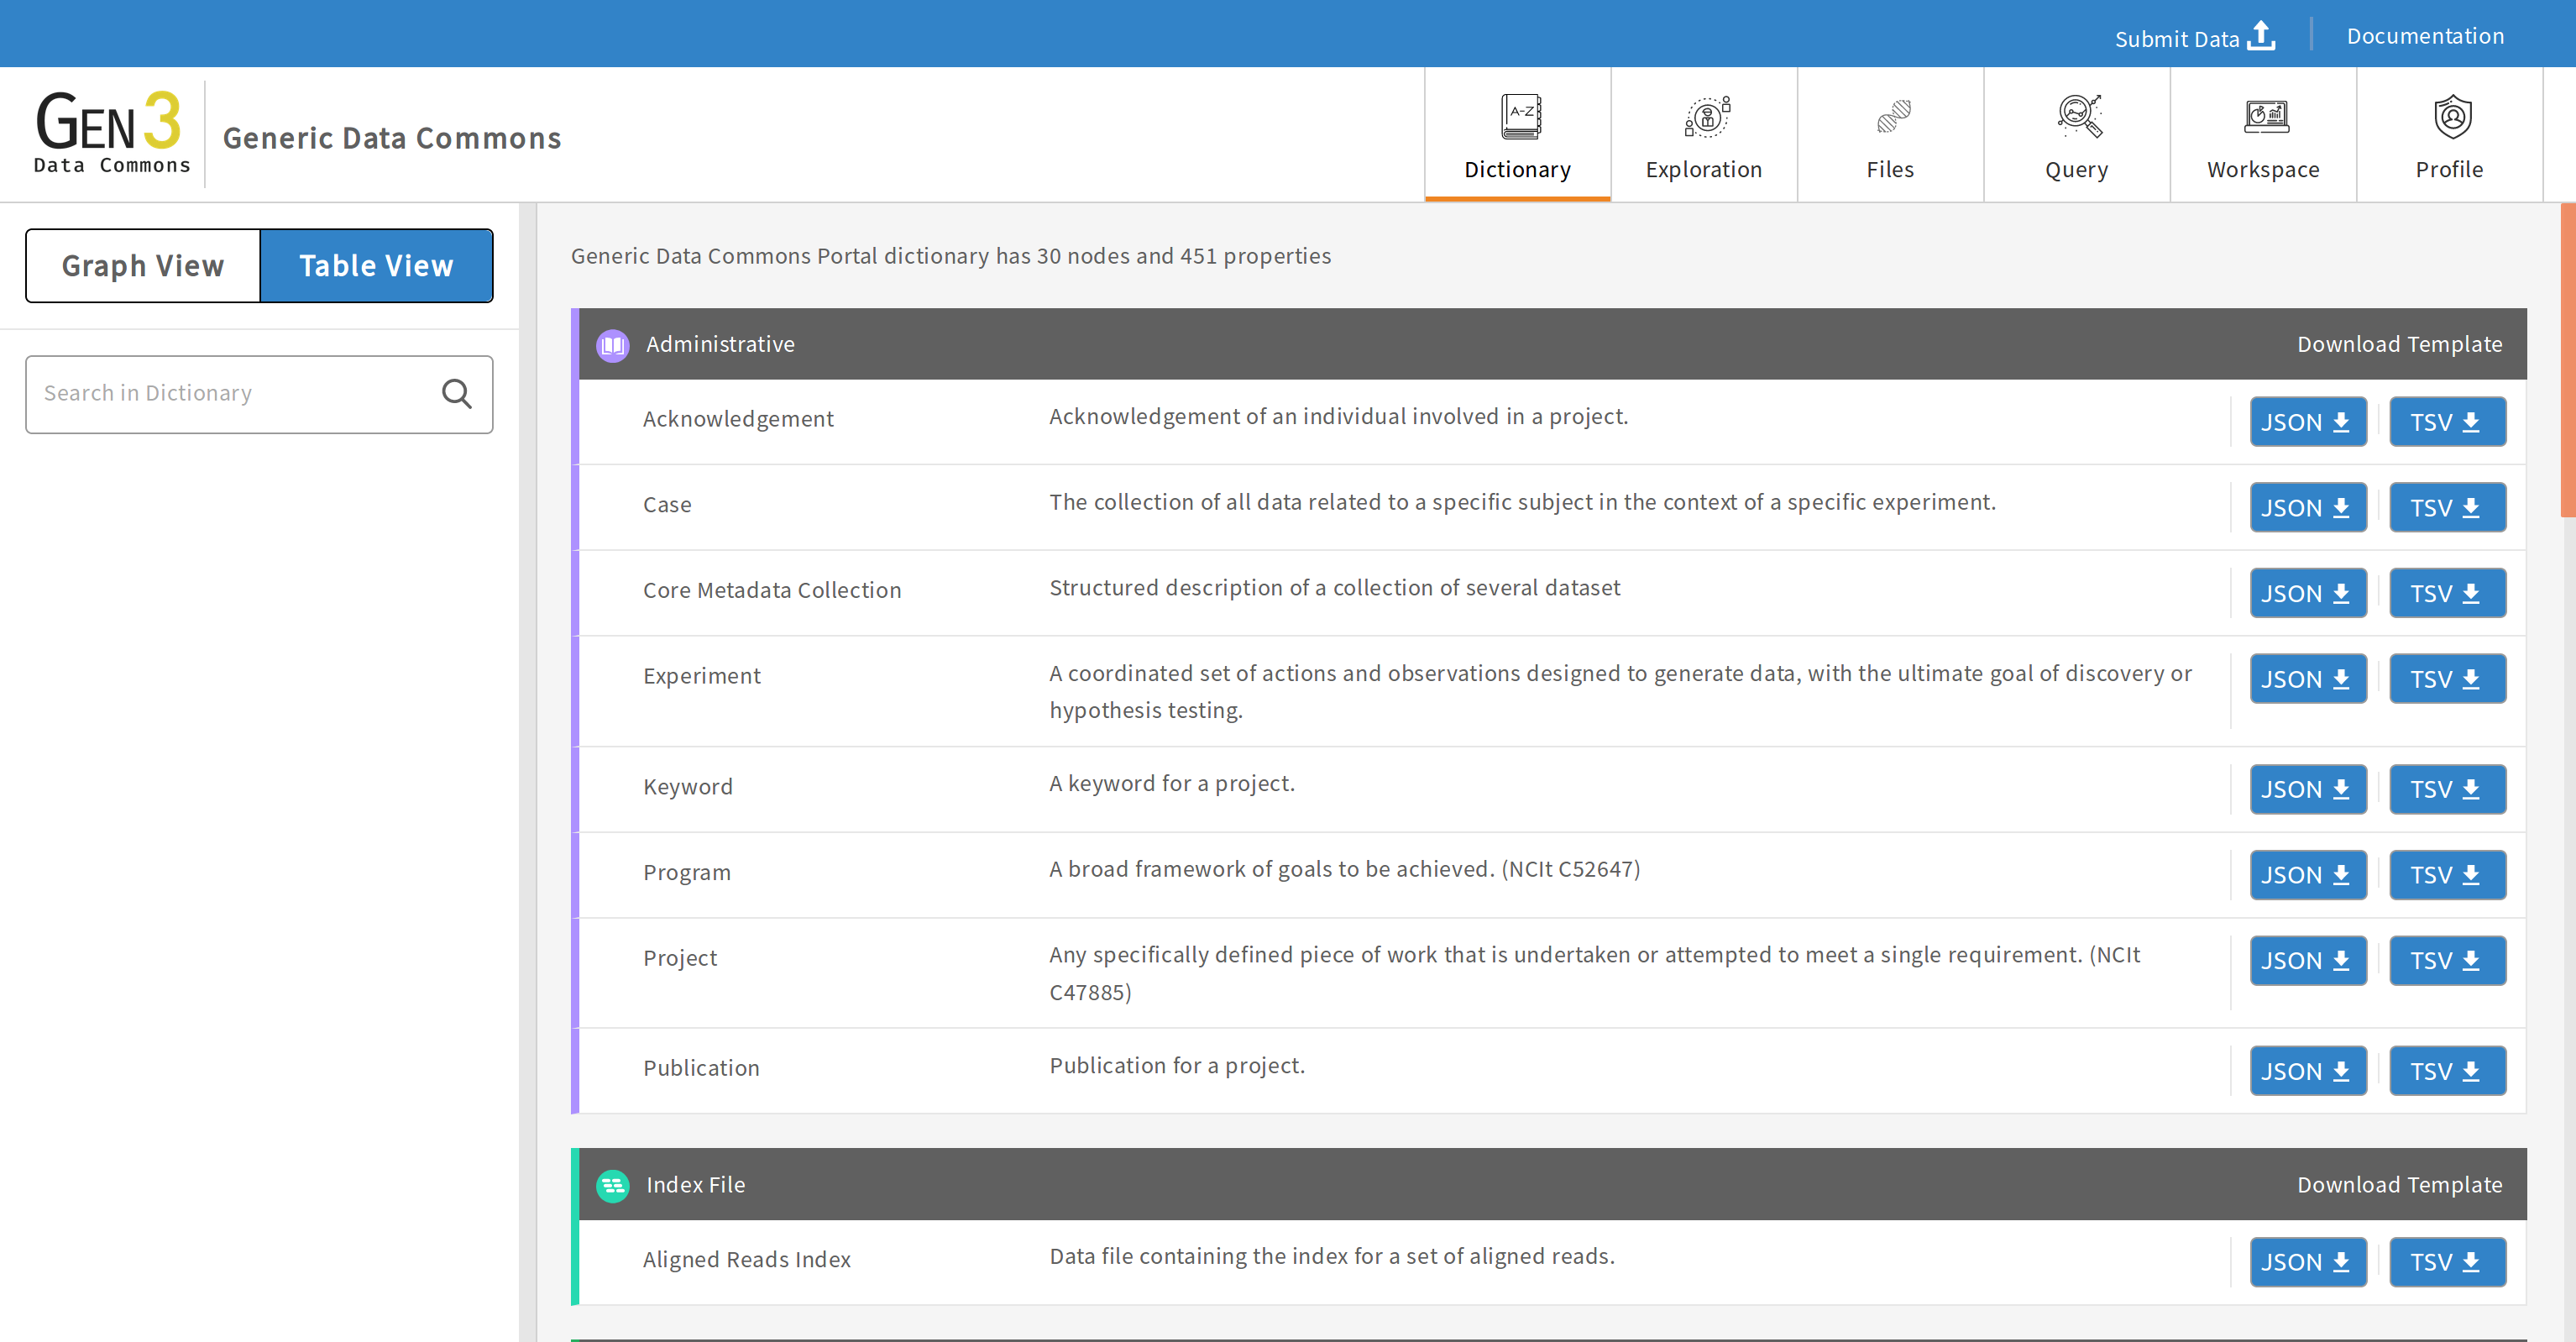 Submit Data
Documentation
GEN3
Data Commons
Generic Data Commons
A-Z
Dictionary
Exploration
Files
Query
Workspace
Profile
Graph View
Table View
Search in Dictionary
Generic Data Commons Portal dictionary has 30 nodes and 451 properties
Administrative
Download Template
Acknowledgement
Acknowledgement of an individual involved in a project.
JSON
TSV
Case
The collection of all data related to a specific subject in the context of a specific experiment.
JSON
TSV
Core Metadata Collection
Structured description of a collection of several dataset
JSON
TSV
Experiment
A coordinated set of actions and observations designed to generate data, with the ultimate goal of discovery or
hypothesis testing.
JSON
TSV
Keyword
A keyword for a project.
JSON
TSV
Program
A broad framework of goals to be achieved. (NCIt C52647)
JSON
TSV
Project
Any specifically defined piece of work that is undertaken or attempted to meet a single requirement. (NCIt
C47885)
JSON
TSV
Publication
Publication for a project.
JSON
TSV
Index File
Download Template
Aligned Reads Index
Data file containing the index for a set of aligned reads.
JSON
TSV